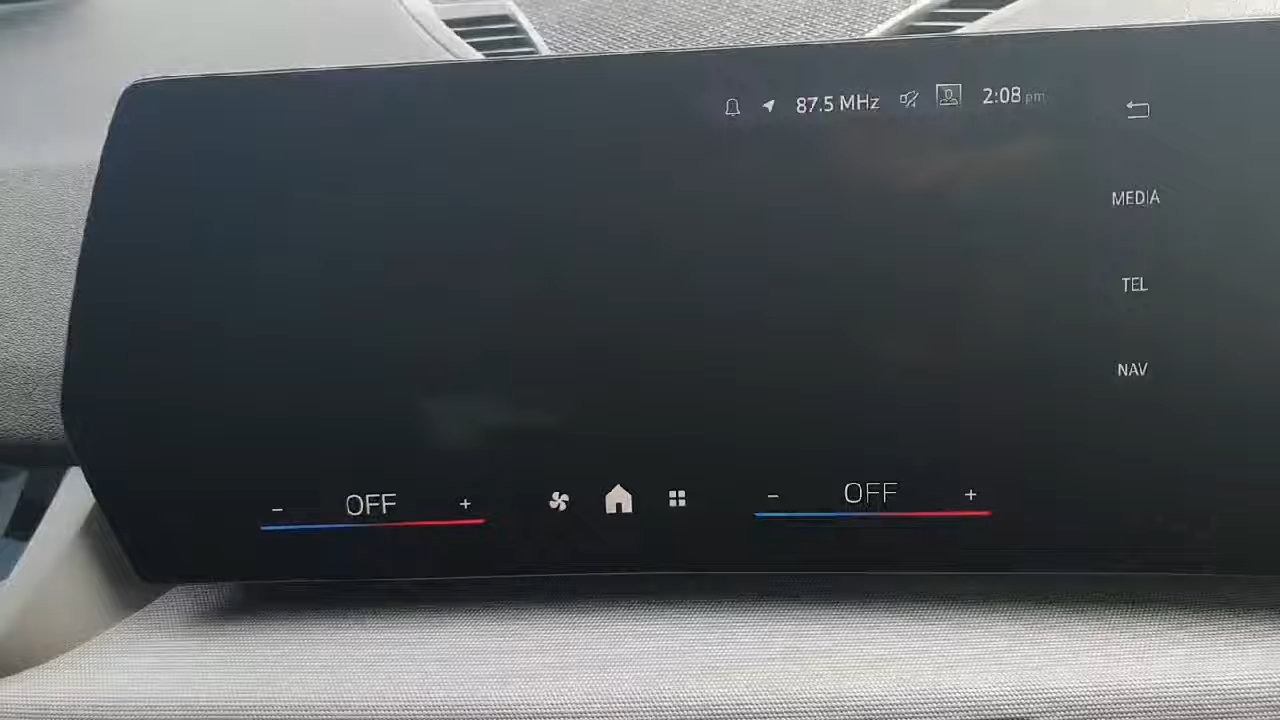 87.5 MHz 2:08 pm
MEDIA
TEL
NAV
- OFF +
- OFF +